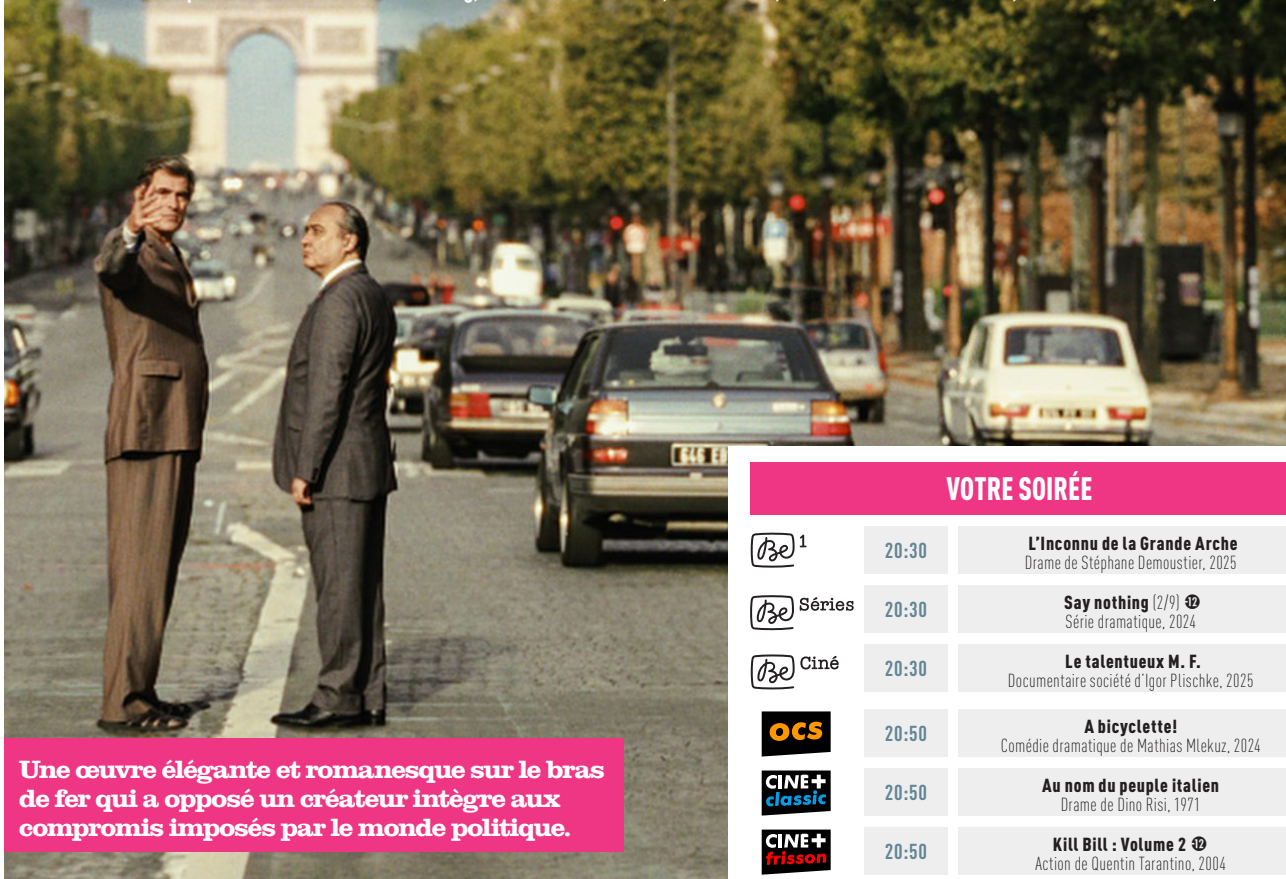 Une œuvre élégante et romanesque sur le bras
de fer qui a opposé un créateur intègre aux
compromis imposés par le monde politique.
VOTRE SOIRÉE
Be 1
20:30
L'Inconnu de la Grande Arche
Drame de Stéphane Demoustier, 2025
Be Séries
20:30
Say nothing (2/9) 12
Série dramatique, 2024
Be Ciné
20:30
Le talentueux M. F.
Documentaire société d'Igor Plischke, 2025
OCS
20:50
A bicyclette!
Comédie dramatique de Mathias Mlekuz, 2024
CINE+
classic
20:50
Au nom du peuple italien
Drame de Dino Risi, 1971
CINE+
frisson
20:50
Kill Bill : Volume 2 12
Action de Quentin Tarantino, 2004